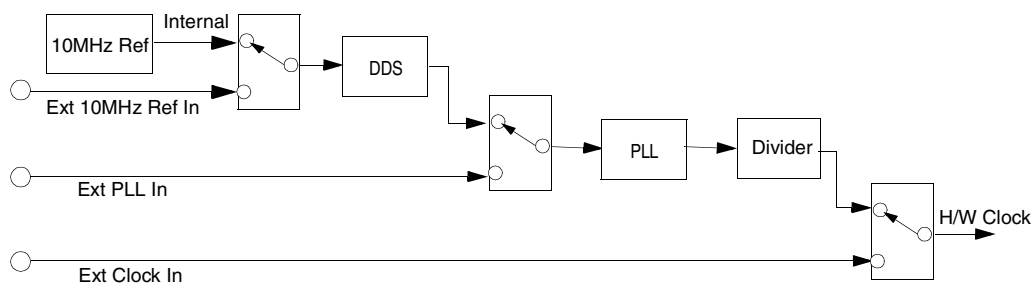 Internal
10MHz Ref
DDS
Ext 10MHz Ref In
PLL
Divider
Ext PLL In
H/W Clock
Ext Clock In